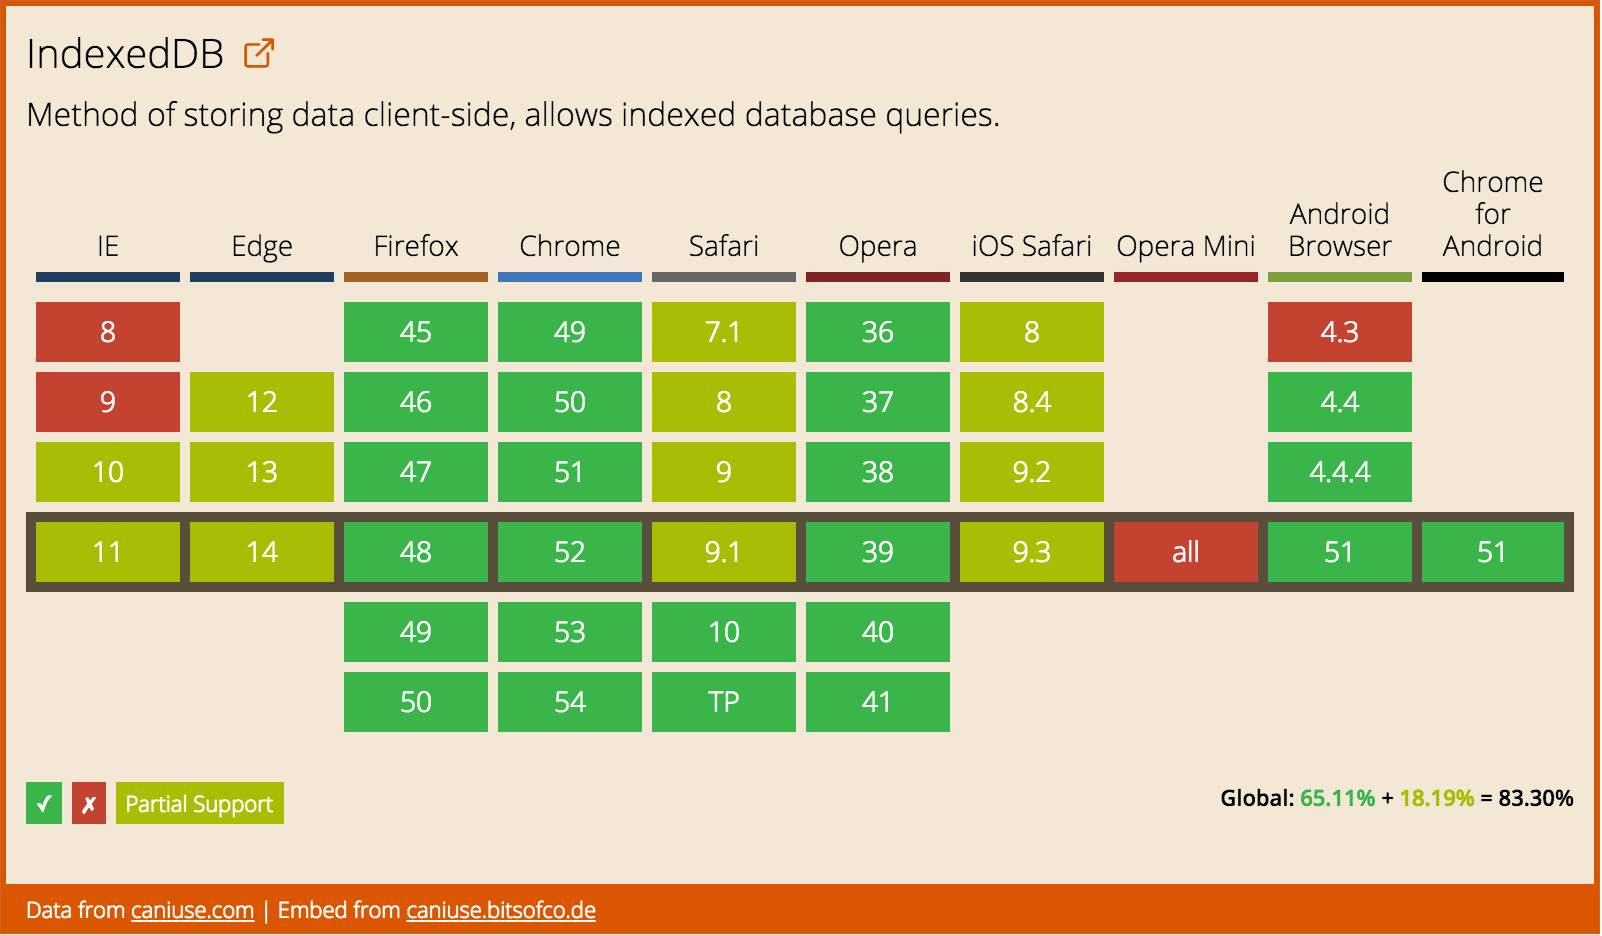 IndexedDB
Method of storing data client-side, allows indexed database queries.
IE Edge Firefox Chrome Safari Opera iOS Safari Opera Mini Android Browser Chrome for Android
8 45 49 7.1 36 8 4.3
9 12 46 50 8 37 8.4 4.4
10 13 47 51 9 38 9.2 4.4.4
11 14 48 52 9.1 39 9.3 all 51 51
49 53 10 40
50 54 TP 41
✓ ✗ Partial Support Global: 65.11% + 18.19% = 83.30%
Data from caniuse.com | Embed from caniuse.bitsofco.de